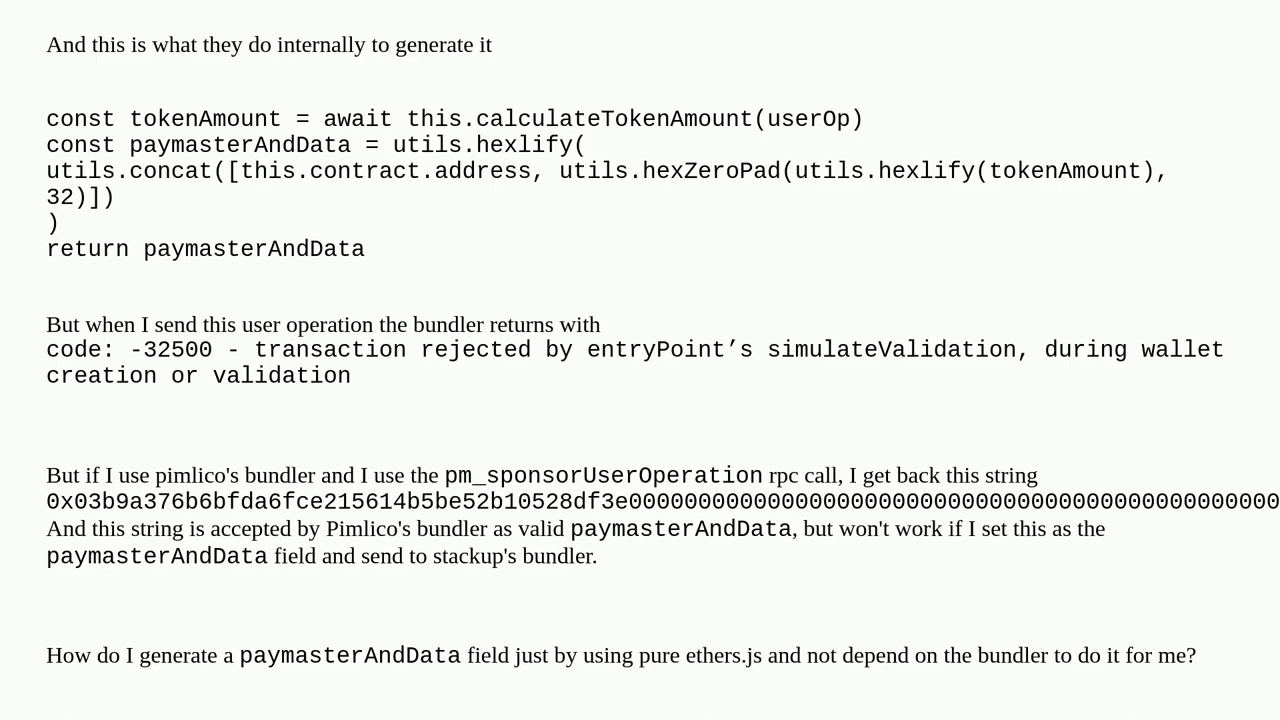 And this is what they do internally to generate it
const tokenAmount = await this.calculateTokenAmount(userOp)
const paymasterAndData = utils.hexlify(
utils.concat([this.contract.address, utils.hexZeroPad(utils.hexlify(tokenAmount),
32)])
)
return paymasterAndData
But when I send this user operation the bundler returns with
code: -32500 - transaction rejected by entryPoint’s simulateValidation, during wallet
creation or validation
But if I use pimlico's bundler and I use the pm_sponsorUserOperation rpc call, I get back this string
0x03b9a376b6bfda6fce215614b5be52b10528df3e00000000000000000000000000000000000000000000000
And this string is accepted by Pimlico's bundler as valid paymasterAndData, but won't work if I set this as the
paymasterAndData field and send to stackup's bundler.
How do I generate a paymasterAndData field just by using pure ethers.js and not depend on the bundler to do it for me?